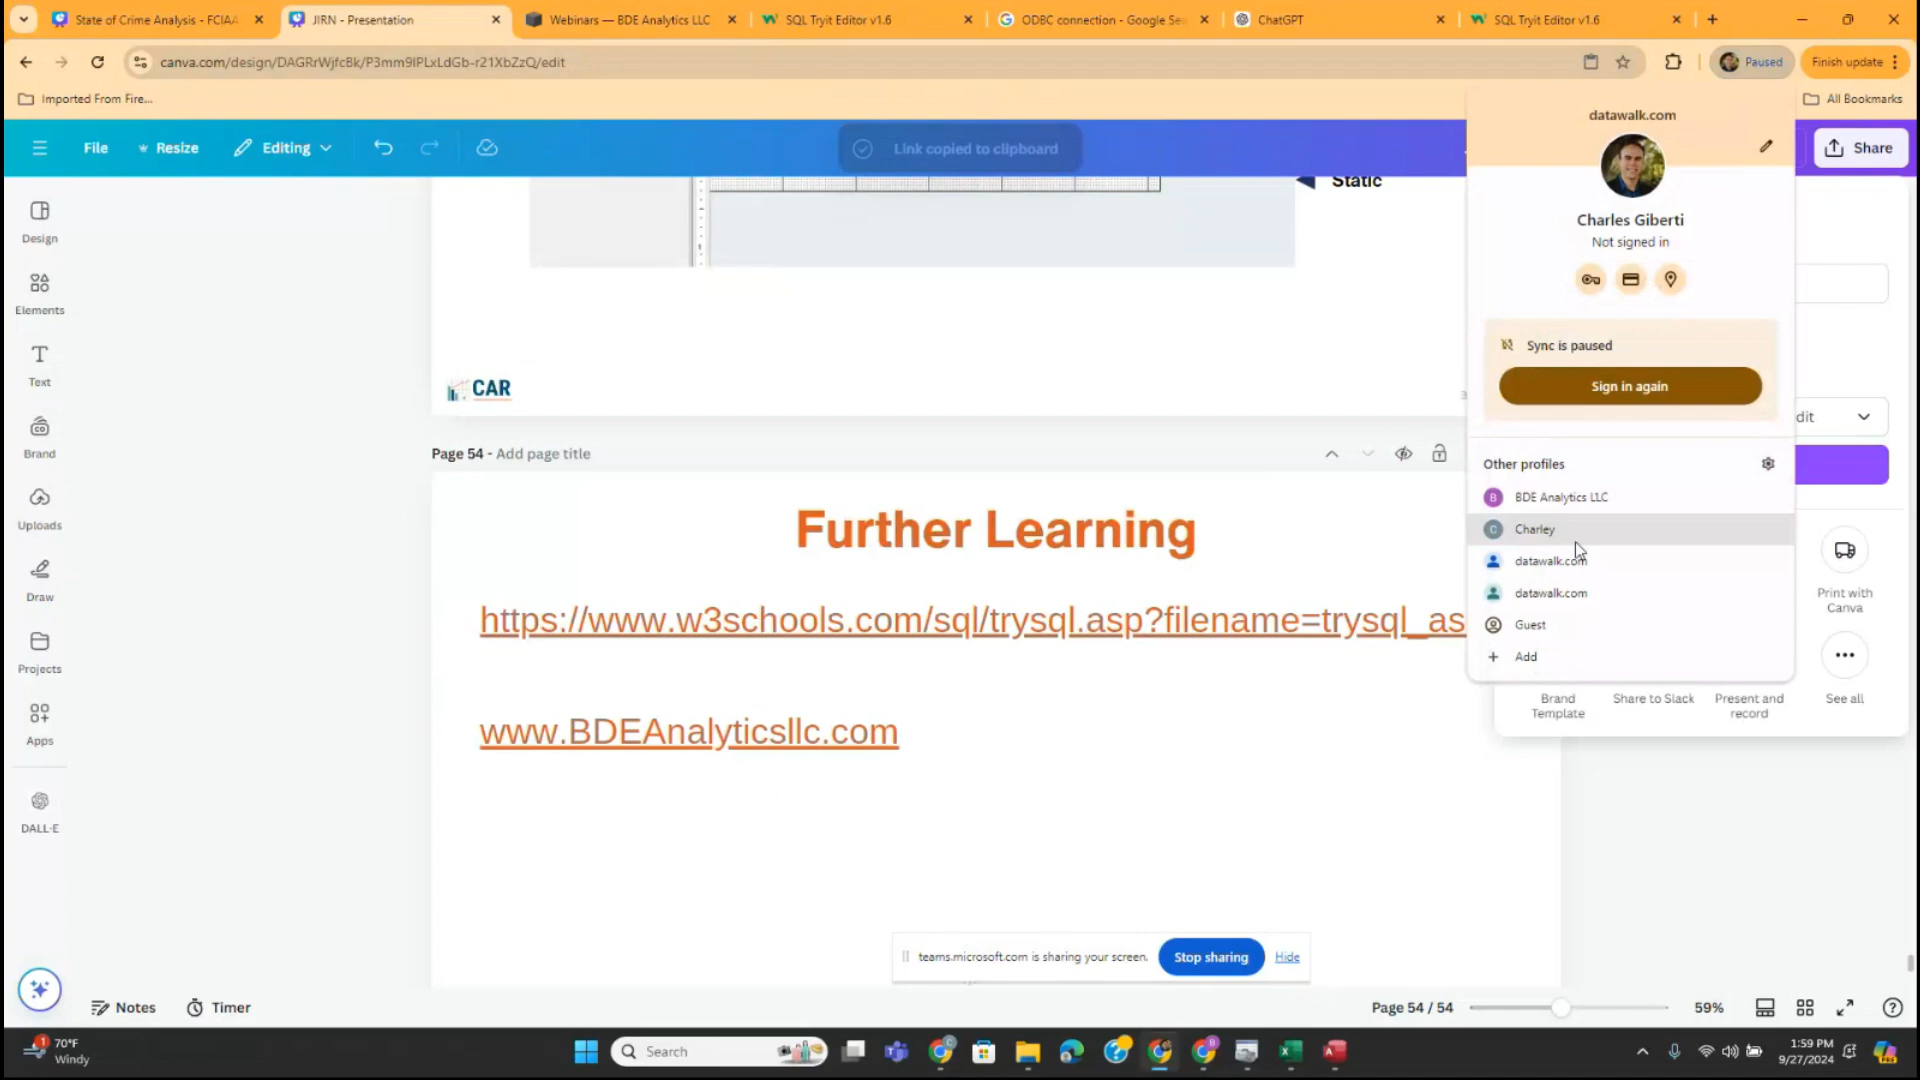 State of Crime Analysis - FCIAA
JIRN - Presentation
Webinars — BDE Analytics LLC
SQL Tryit Editor v1.6
ODBC connection - Google Se
ChatGPT
SQL Tryit Editor v1.6
canva.com/design/DAGRrWjfcBk/P3mm9IPLxLdGb-r21XbZzQ/edit
Paused
Finish update
Imported From Fire...
All Bookmarks
File
Resize
Editing
Link copied to clipboard
Share
datawalk.com
Charles Giberti
Not signed in
Sync is paused
Sign in again
Other profiles
B BDE Analytics LLC
C Charley
datawalk.com
datawalk.com
Guest
+ Add
dit
Design
Elements
Text
Brand
Uploads
Draw
Projects
Apps
DALL·E
Static
CAR
3
Page 54 - Add page title
Further Learning
https://www.w3schools.com/sql/trysql.asp?filename=trysql_as
www.BDEAnalyticsllc.com
Print with
Canva
Brand
Template
Share to Slack
Present and
record
See all
teams.microsoft.com is sharing your screen.
Stop sharing
Hide
Notes
Timer
Page 54 / 54
59%
1
70°F
Windy
Search
1:59 PM
9/27/2024